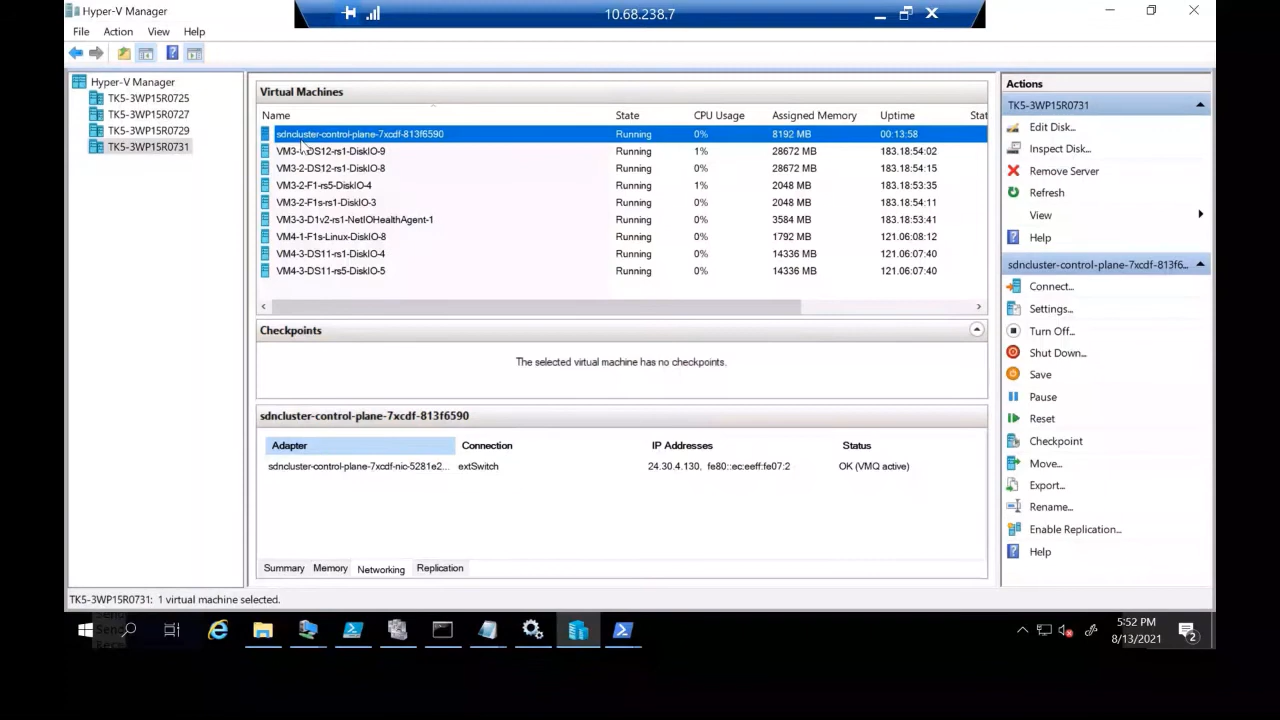 Hyper-V Manager
10.68.238.7
File Action View Help
Hyper-V Manager
TK5-3WP15R0725
TK5-3WP15R0727
TK5-3WP15R0729
TK5-3WP15R0731
Virtual Machines
Name State CPU Usage Assigned Memory Uptime Stat
sdncluster-control-plane-7xcdf-813f6590 Running 0% 8192 MB 00:13:58
DS12-rs1-DiskIO-9 Running 1% 28672 MB 183.18:54:02
VM3-2-DS12-rs1-DiskIO-8 Running 0% 28672 MB 183.18:54:15
VM3-2-F1-rs5-DiskIO-4 Running 1% 2048 MB 183.18:53:35
VM3-2-F1s-rs1-DiskIO-3 Running 0% 2048 MB 183.18:54:11
VM3-3-D1v2-rs1-NetIOHealthAgent-1 Running 0% 3584 MB 183.18:53:41
VM4-1-F1s-Linux-DiskIO-8 Running 0% 1792 MB 121.06:08:12
VM4-3-DS11-rs1-DiskIO-4 Running 0% 14336 MB 121.06:07:40
VM4-3-DS11-rs5-DiskIO-5 Running 0% 14336 MB 121.06:07:40
Checkpoints
The selected virtual machine has no checkpoints.
sdncluster-control-plane-7xcdf-813f6590
Adapter Connection IP Addresses Status
sdncluster-control-plane-7xcdf-nic-5281e2... extSwitch 24.30.4.130, fe80::ec:eeff:fe07:2 OK (VMQ active)
Summary Memory Networking Replication
Actions
TK5-3WP15R0731
Edit Disk...
Inspect Disk...
Remove Server
Refresh
View
Help
sdncluster-control-plane-7xcdf-813f6...
Connect...
Settings...
Turn Off...
Shut Down...
Save
Pause
Reset
Checkpoint
Move...
Export...
Rename...
Enable Replication...
Help
TK5-3WP15R0731: 1 virtual machine selected.
5:52 PM
8/13/2021
2